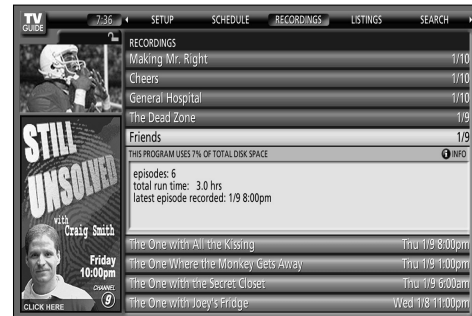 TV
GUIDE
7:36
SETUP SCHEDULE RECORDINGS LISTINGS SEARCH
RECORDINGS
Making Mr. Right 1/10
Cheers 1/10
General Hospital 1/10
The Dead Zone 1/9
Friends 1/9
THIS PROGRAM USES 7% OF TOTAL DISK SPACE i INFO
episodes: 6
total run time: 3.0 hrs
latest episode recorded: 1/9 8:00pm
The One with All the Kissing Thu 1/9 8:00pm
The One Where the Monkey Gets Away Thu 1/9 1:00pm
The One with the Secret Closet Thu 1/9 6:00am
The One with Joey's Fridge Wed 1/8 11:00pm
STILL
UNSOLVED
with
Craig Smith
Friday
10:00pm
CHANNEL
9
CLICK HERE